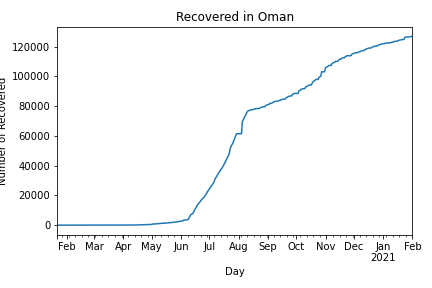 Recovered in Oman
Number of Recovered
120000
100000
80000
60000
40000
20000
0
Feb Mar Apr May Jun Jul Aug Sep Oct Nov Dec Jan Feb
2021
Day